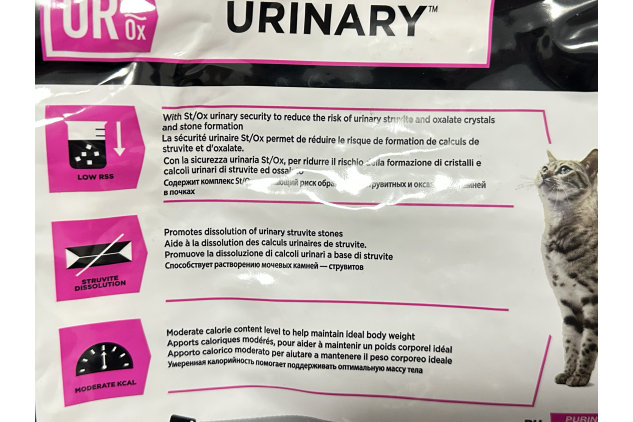 UR
Ox
URINARY™
With St/Ox urinary security to reduce the risk of urinary struvite and oxalate crystals
and stone formation
La sécurité urinaire St/Ox permet de réduire le risque de formation de calculs de
struvite et d'oxalate.
Con la sicurezza urinaria St/Ox, per ridurre il rischio formazione di cristalli e
calcoli urinari di struvite ed
Содержит комплекс риск и
в почках
LOW RSS
Promotes dissolution of urinary struvite stones
Aide à la dissolution des calculs urinaires de struvite.
Promuove la dissoluzione di calcoli urinari a base di struvite
Способствует растворению мочевых камней — струвитов
STRUVITE
DISSOLUTION
Moderate calorie content level to help maintain ideal body weight
Apports caloriques modérés, pour aider à maintenir un poids corporel idéal
Apporto calorico moderato per aiutare a mantenere il peso corporeo ideale
Умеренная калорийность помогает поддерживать оптимальную массу тела
MODERATE KCAL